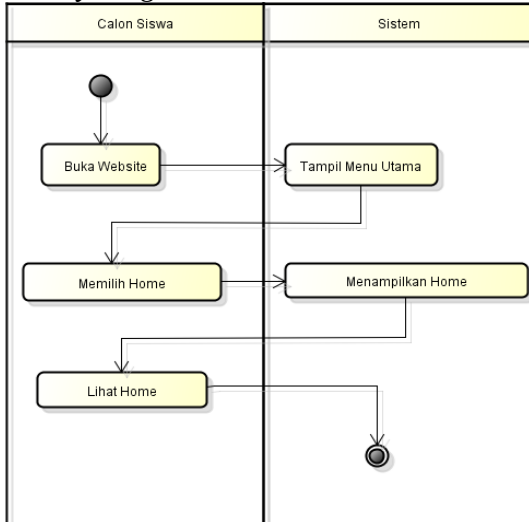 Calon Siswa
Sistem
Buka Website
Tampil Menu Utama
Memilih Home
Menampilkan Home
Lihat Home